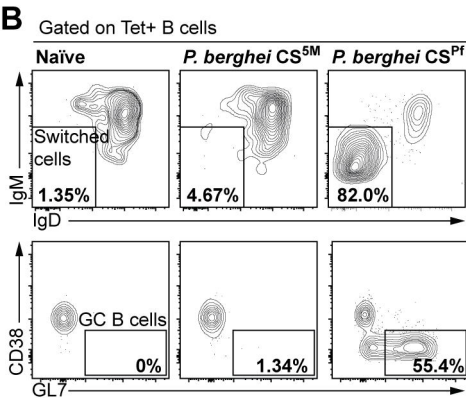 B
Gated on Tet+ B cells
Naïve P. berghei CS5M P. berghei CSPf
Switched
cells
1.35% 4.67% 82.0%
IgM
IgD
GC B cells
0% 1.34% 55.4%
CD38
GL7